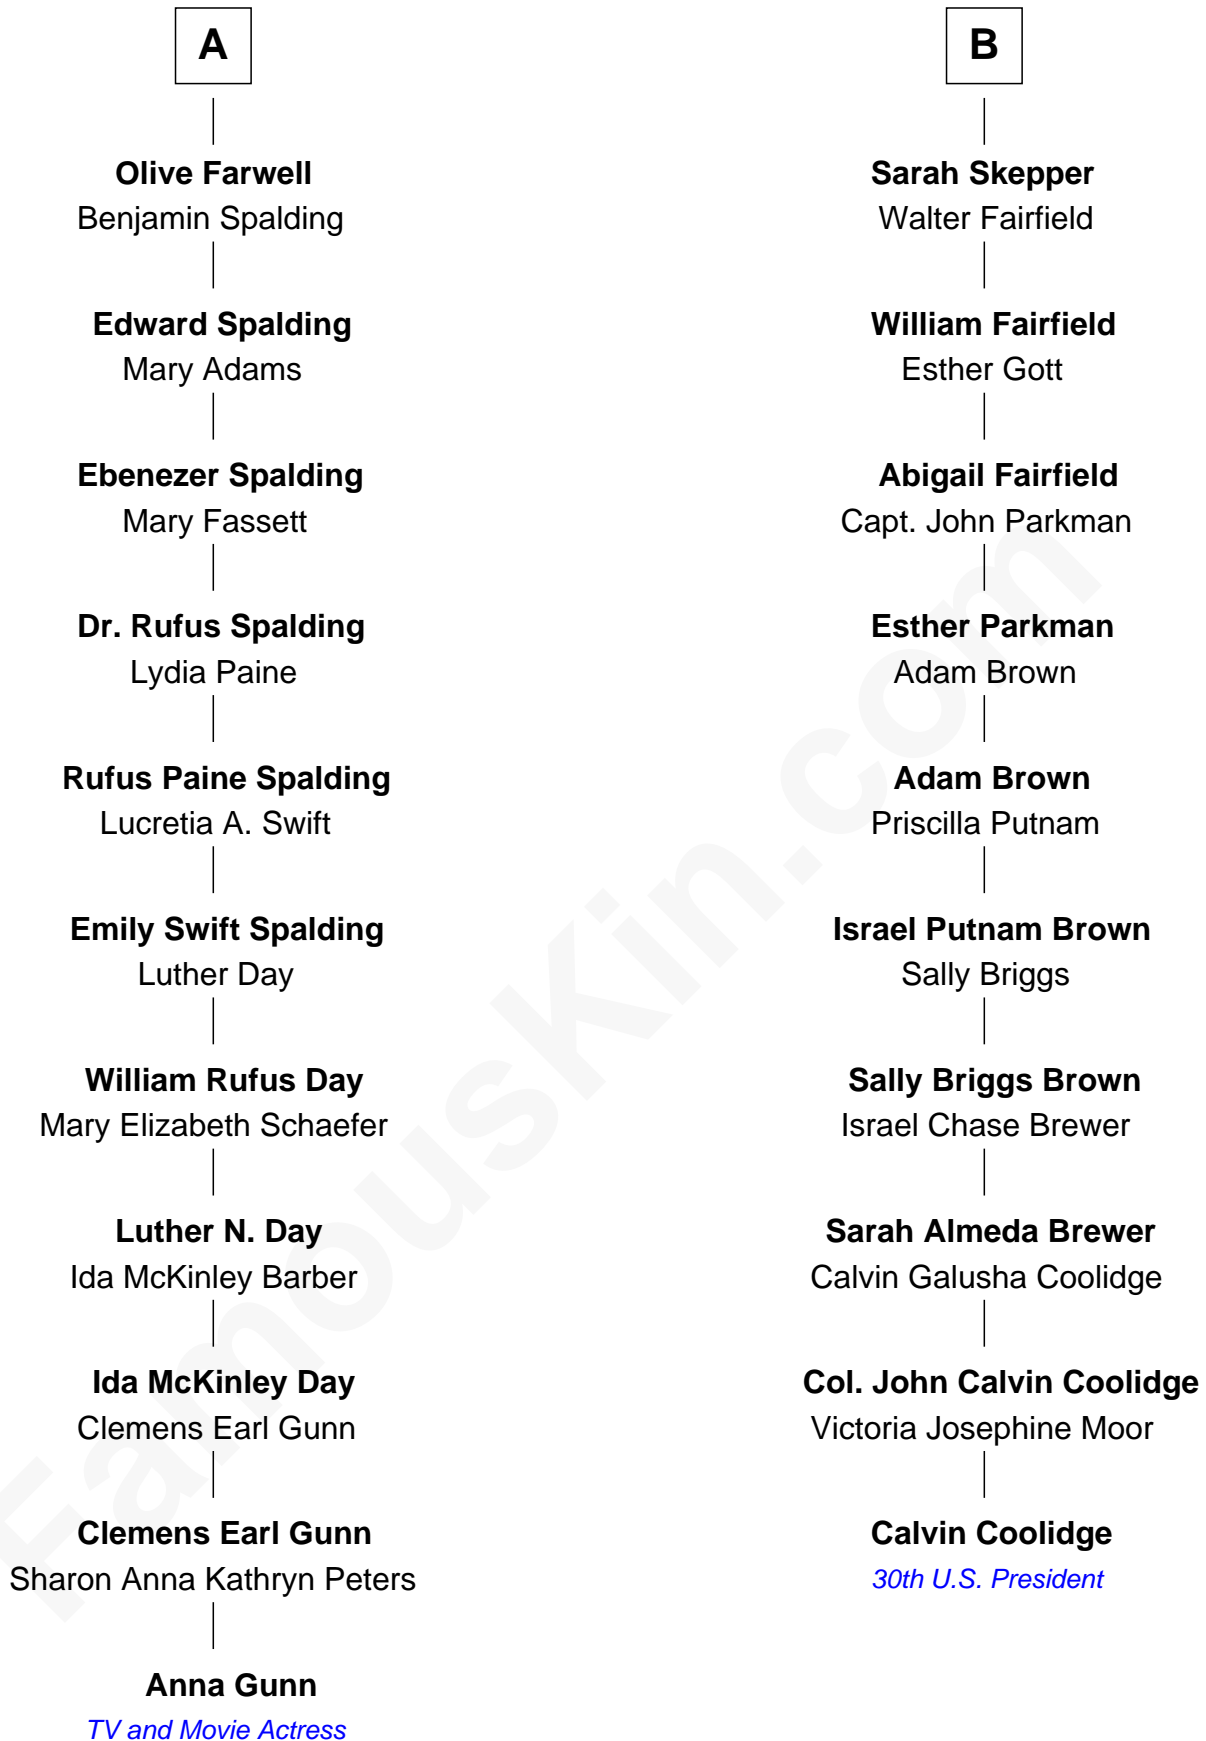 A
Olive Farwell
Benjamin Spalding
Edward Spalding
Mary Adams
Ebenezer Spalding
Mary Fassett
Dr. Rufus Spalding
Lydia Paine
Rufus Paine Spalding
Lucretia A. Swift
Emily Swift Spalding
Luther Day
William Rufus Day
Mary Elizabeth Schaefer
Luther N. Day
Ida McKinley Barber
Ida McKinley Day
Clemens Earl Gunn
Clemens Earl Gunn
Sharon Anna Kathryn Peters
Anna Gunn
TV and Movie Actress
B
Sarah Skepper
Walter Fairfield
William Fairfield
Esther Gott
Abigail Fairfield
Capt. John Parkman
Esther Parkman
Adam Brown
Adam Brown
Priscilla Putnam
Israel Putnam Brown
Sally Briggs
Sally Briggs Brown
Israel Chase Brewer
Sarah Almeda Brewer
Calvin Galusha Coolidge
Col. John Calvin Coolidge
Victoria Josephine Moor
Calvin Coolidge
30th U.S. President
FamousKin.com